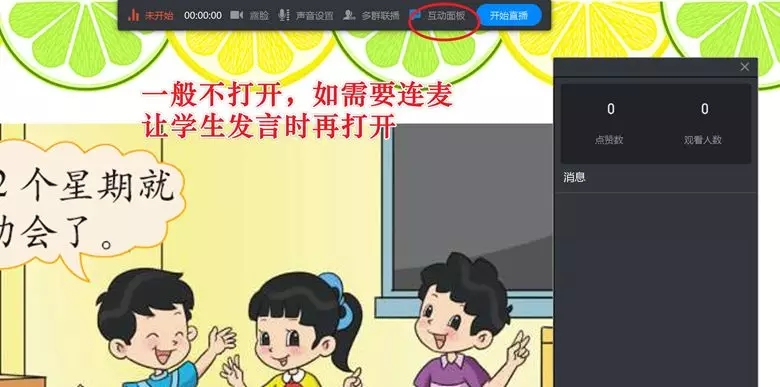 未开始 00:00:00 露脸 声音设置 多群联播 互动面板 开始直播
一般不打开，如需要连麦
让学生发言时再打开
0 0
点赞数 观看人数
消息
2 个星期就
会了。